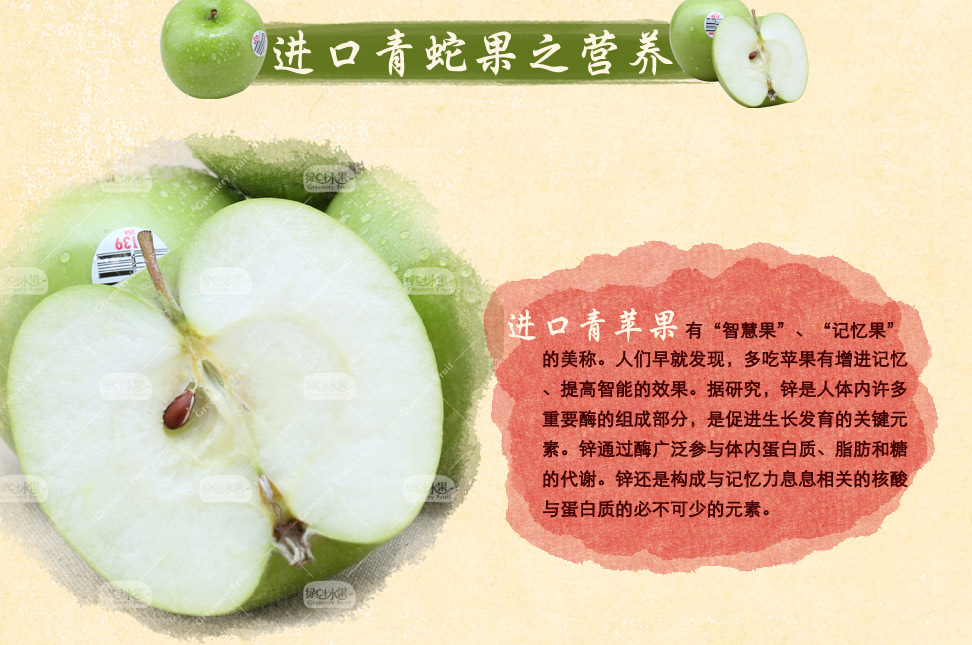 进口青蛇果之营养
进口青苹果有“智慧果”、“记忆果”
的美称。人们早就发现，多吃苹果有增进记忆
、提高智能的效果。据研究，锌是人体内许多
重要酶的组成部分，是促进生长发育的关键元
素。锌通过酶广泛参与体内蛋白质、脂肪和糖
的代谢。锌还是构成与记忆力息息相关的核酸
与蛋白质的必不可少的元素。
Greenery Fruit